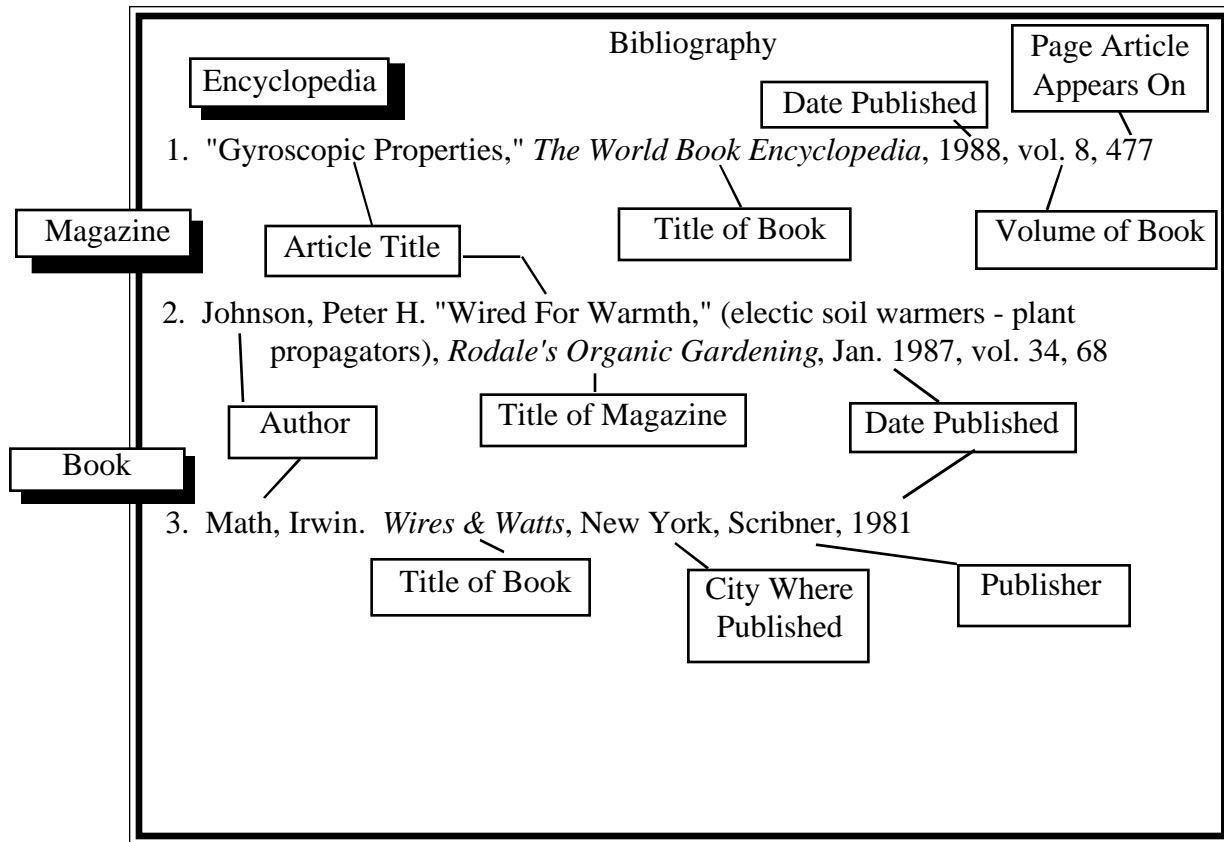 Bibliography
Page Article
Appears On
Encyclopedia
Date Published
1. "Gyroscopic Properties," The World Book Encyclopedia, 1988, vol. 8, 477
Magazine
Article Title
Title of Book
Volume of Book
2. Johnson, Peter H. "Wired For Warmth," (electic soil warmers - plant
propagators), Rodale's Organic Gardening, Jan. 1987, vol. 34, 68
Author
Title of Magazine
Date Published
Book
3. Math, Irwin. Wires & Watts, New York, Scribner, 1981
Title of Book
City Where
Published
Publisher